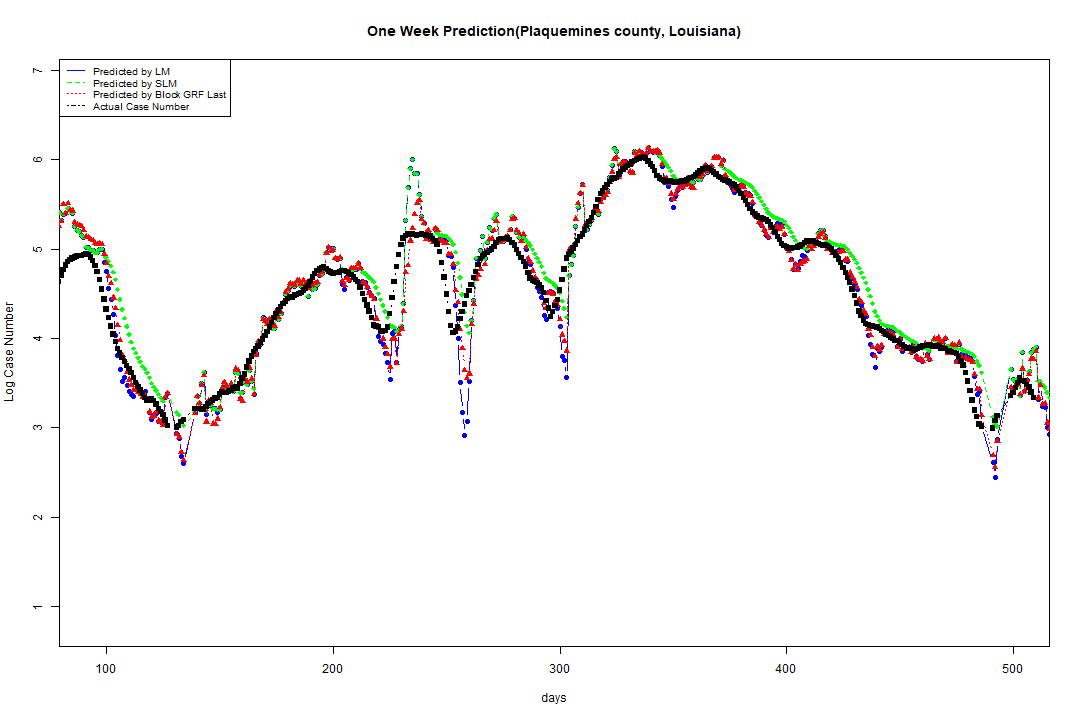 One Week Prediction(Plaquemines county, Louisiana)
Predicted by LM
Predicted by SLM
Predicted by Block GRF Last
Actual Case Number
Log Case Number
7
6
5
4
3
2
1
100 200 300 400 500
days